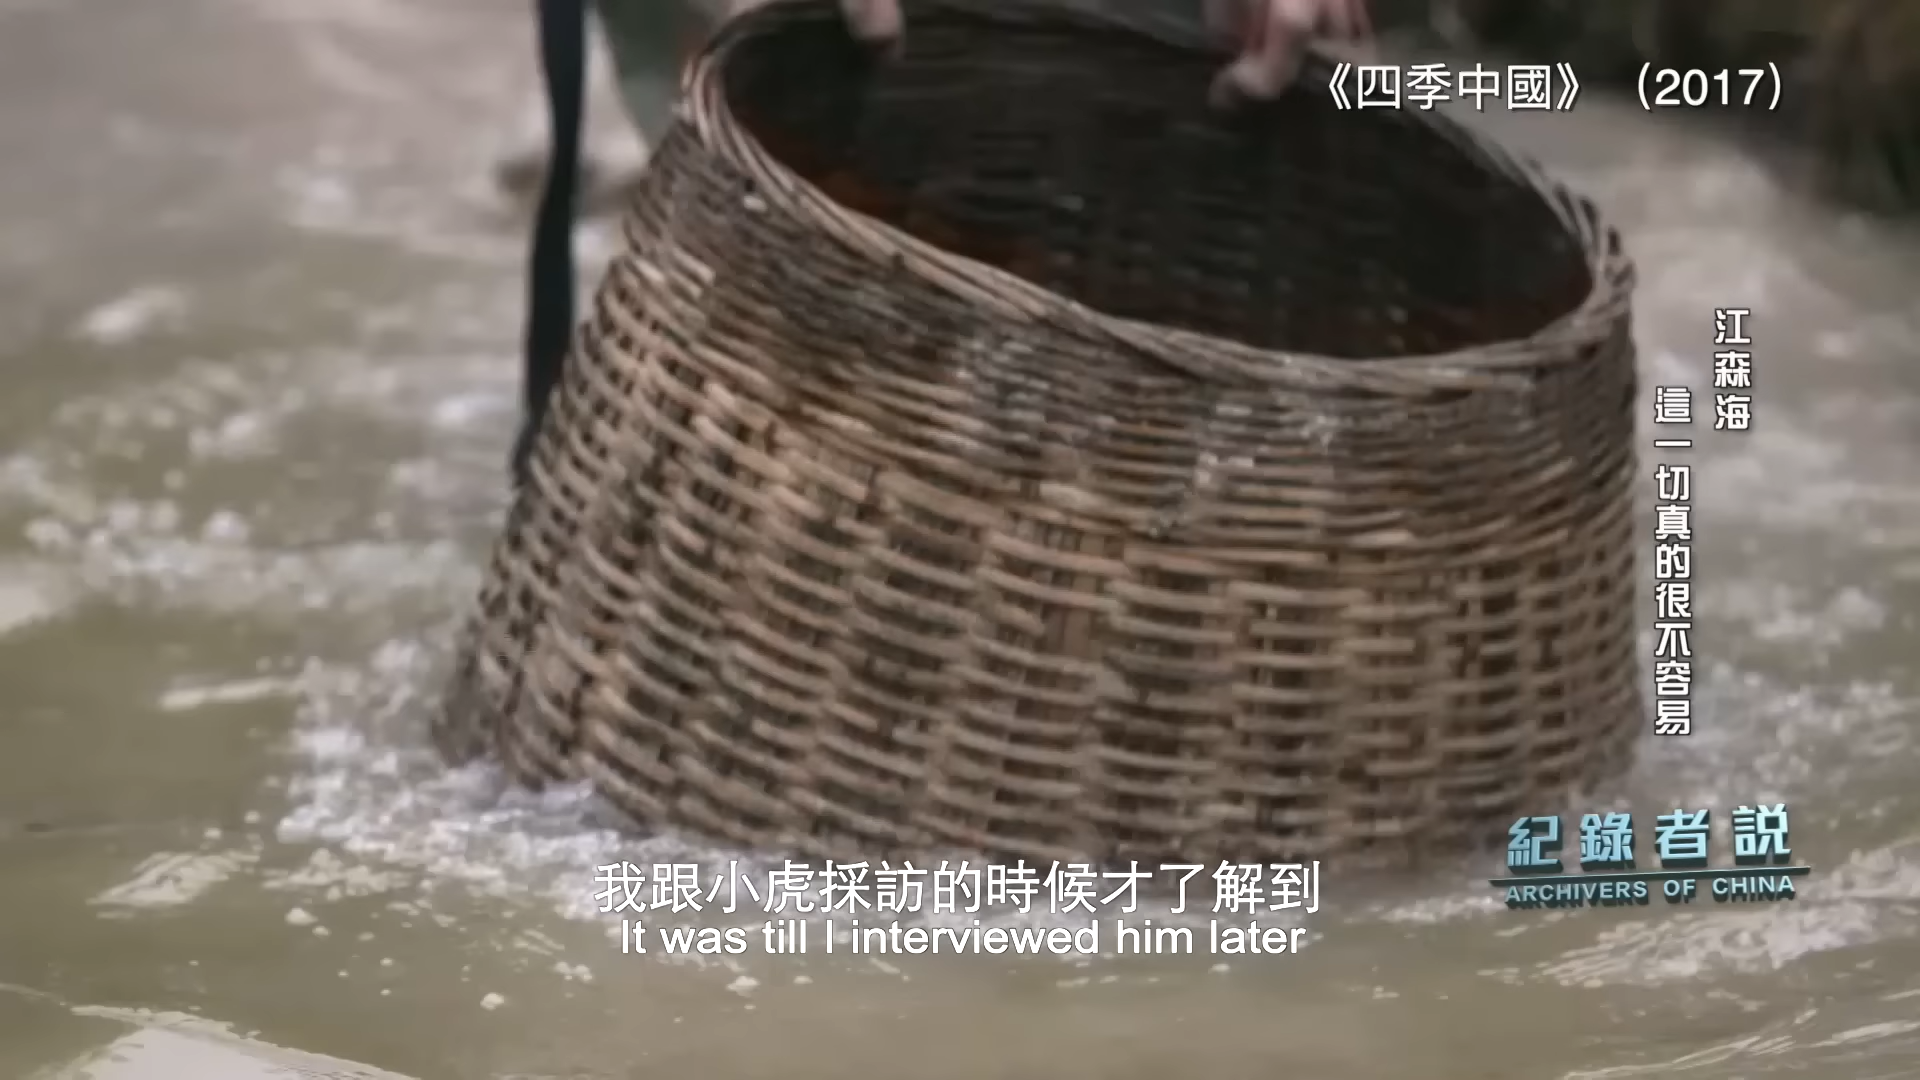 《四季中國》（2017）
江森海
這一切真的很不容易
紀錄者説
ARCHIVERS OF CHINA
我跟小虎採訪的時候才了解到
It was till I interviewed him later